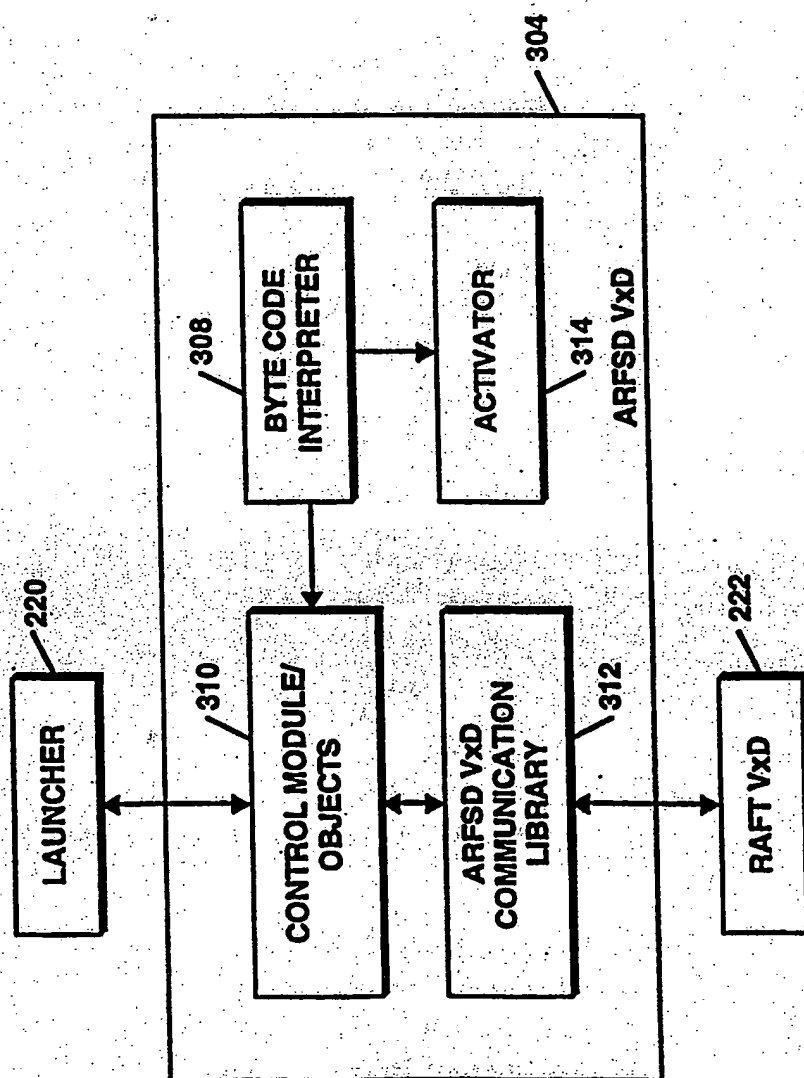 LAUNCHER
220
304
310
CONTROL MODULE/
OBJECTS
308
BYTE CODE
INTERPRETER
ARFSD VxD
COMMUNICATION
LIBRARY
312
ACTIVATOR
314
ARFSD VxD
RAFT VxD
222